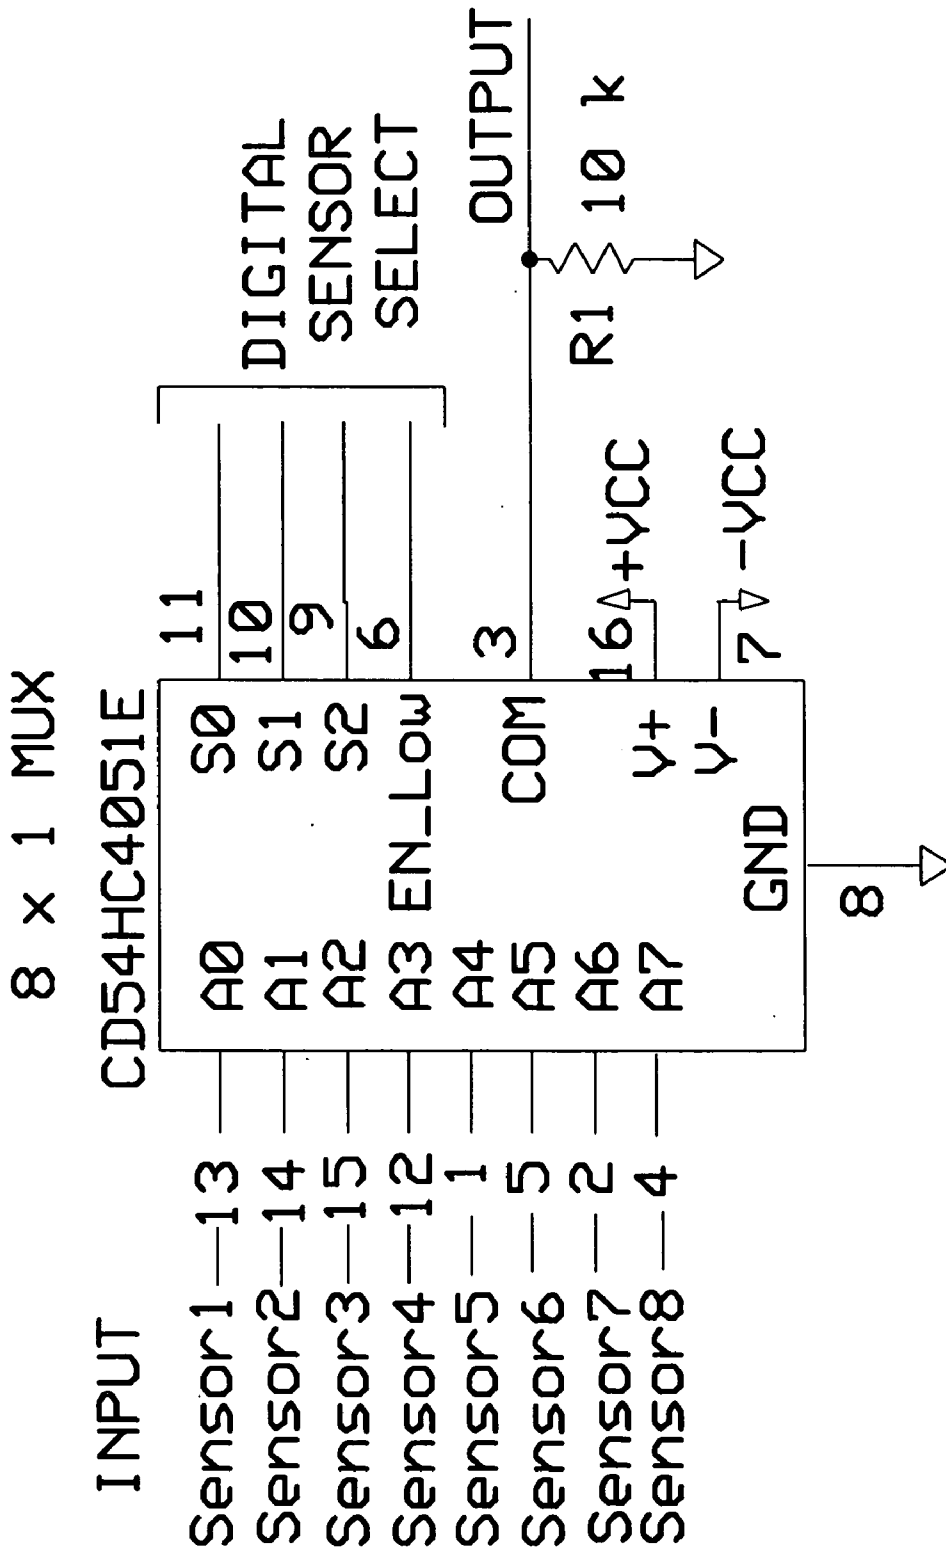 8 x 1 MUX
CD54HC4051E
INPUT
Sensor1 13 A0 S0 11
Sensor2 14 A1 S1 10
Sensor3 15 A2 S2 9
Sensor4 12 A3 EN_Low 6
Sensor5 1 A4
Sensor6 5 A5 COM 3
Sensor7 2 A6
Sensor8 4 A7 V+ 16 +VCC
V- 7 -VCC
GND
8
DIGITAL
SENSOR
SELECT
OUTPUT
R1 10 k